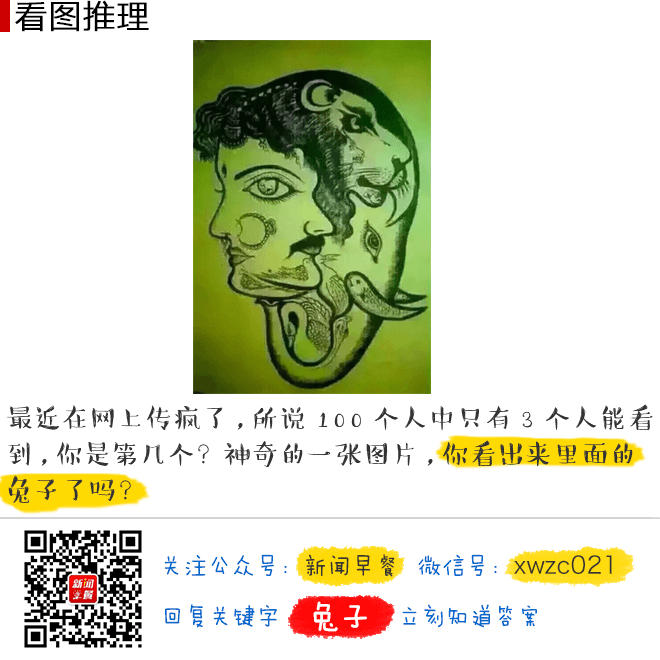 看图推理
最近在网上传疯了,所说 100 个人中只有 3 个人能看
到,你是第几个? 神奇的一张图片,你看出来里面的
兔子了吗?
新闻
早餐
关注公众号: 新闻早餐 微信号: xwzc021
回复关键字 兔子 立刻知道答案